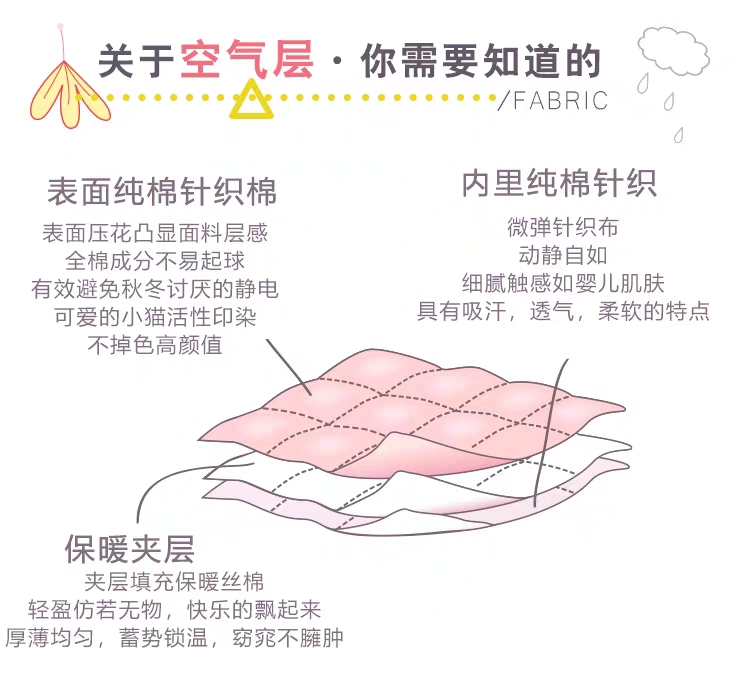 关于空气层·你需要知道的
/FABRIC
表面纯棉针织棉
表面压花凸显面料层感
全棉成分不易起球
有效避免秋冬讨厌的静电
可爱的小猫活性印染
不掉色高颜值
内里纯棉针织
微弹针织布
动静自如
细腻触感如婴儿肌肤
具有吸汗，透气，柔软的特点
保暖夹层
夹层填充保暖丝棉
轻盈仿若无物，快乐的飘起来
厚薄均匀，蓄势锁温，窈窕不臃肿